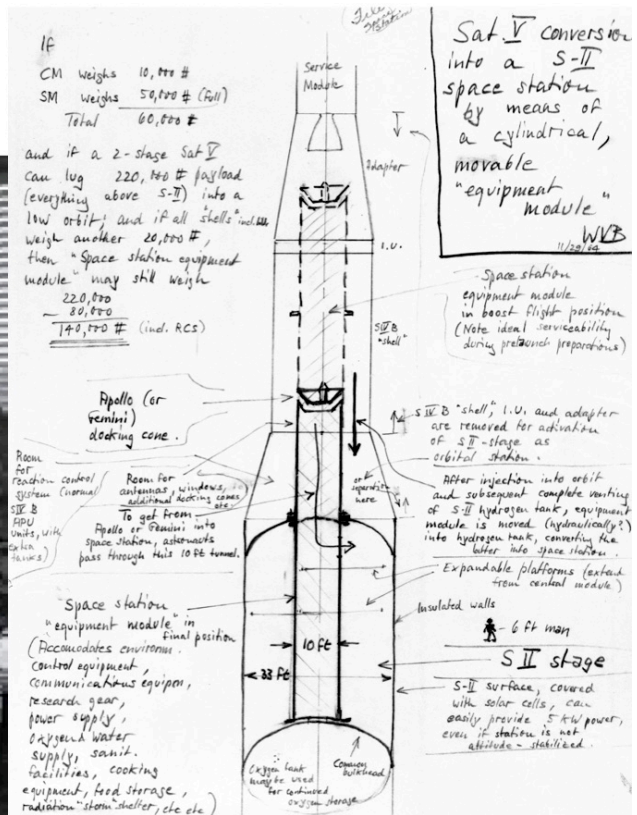 Take
Space
Station
Sat. V conversion
into a S-II
space station
by means of
a cylindrical,
movable
"equipment
module"
WVB
11/29/64
If
CM weighs 10,000 #
SM weighs 50,000 # (full)
Total 60,000 #
and if a 2-stage Sat V
can lug 220,000 # payload
(everything above S-II) into a
low orbit; and if all "shells" incl.
weigh another 20,000 #,
then "Space station equipment
module" may still weigh
220,000
- 80,000
140,000 # (incl. RCS)
Service
Module
adapter
I.U.
S IV B
"shell"
Space station
equipment module
in boost flight position
(Note ideal serviceability
during prelaunch preparations)
Apollo (or
Gemini)
docking cone.
S IV B "shell", I.U. and adapter
are removed for activation
of S II-stage as
orbital station.
Room
for
reaction control
system (normal
S IV B
APU
units, with
extra
tanks)
Room for
antennas, windows,
additional docking cones
etc.
or
separation
here
To get from
Apollo or Gemini into
space station, astronauts
pass through this 10 ft tunnel.
After injection into orbit
and subsequent complete venting
of S-II hydrogen tank, equipment
module is moved (hydraulically?)
into hydrogen tank, converting the
latter into space station.
Expandable platforms (extend
from central module)
Insulated walls
6 ft man
Space station
"equipment module" in
final position
(Accomodates environm.
control equipment,
communications equipm,
research gear,
power supply,
oxygen & water
supply, sanit.
facilities, cooking
equipment, food storage,
radiation "storm" shelter, etc etc)
10 ft
33 ft
S II stage
S-II surface, covered
with solar cells, can
easily provide 5 kW power,
even if station is not
attitude-stabilized.
Oxygen tank
may be used
for continued
oxygen storage
Common
bulkhead